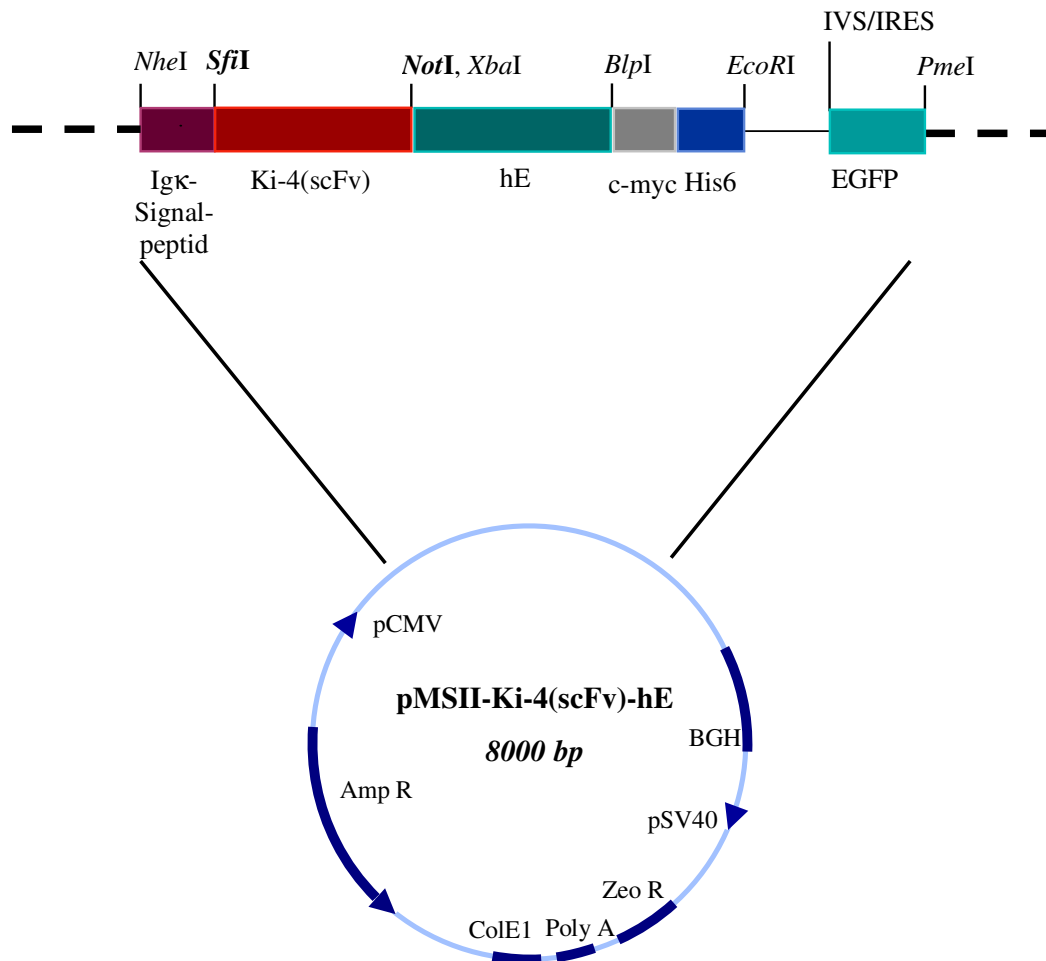 IVS/IRES
NheI SfiI NotI, XbaI BlpI EcoRI PmeI
Igκ-
Signal-
peptid
Ki-4(scFv)
hE
c-myc His6
EGFP
pCMV
pMSII-Ki-4(scFv)-hE
8000 bp
BGH
Amp R
pSV40
Zeo R
ColE1 Poly A